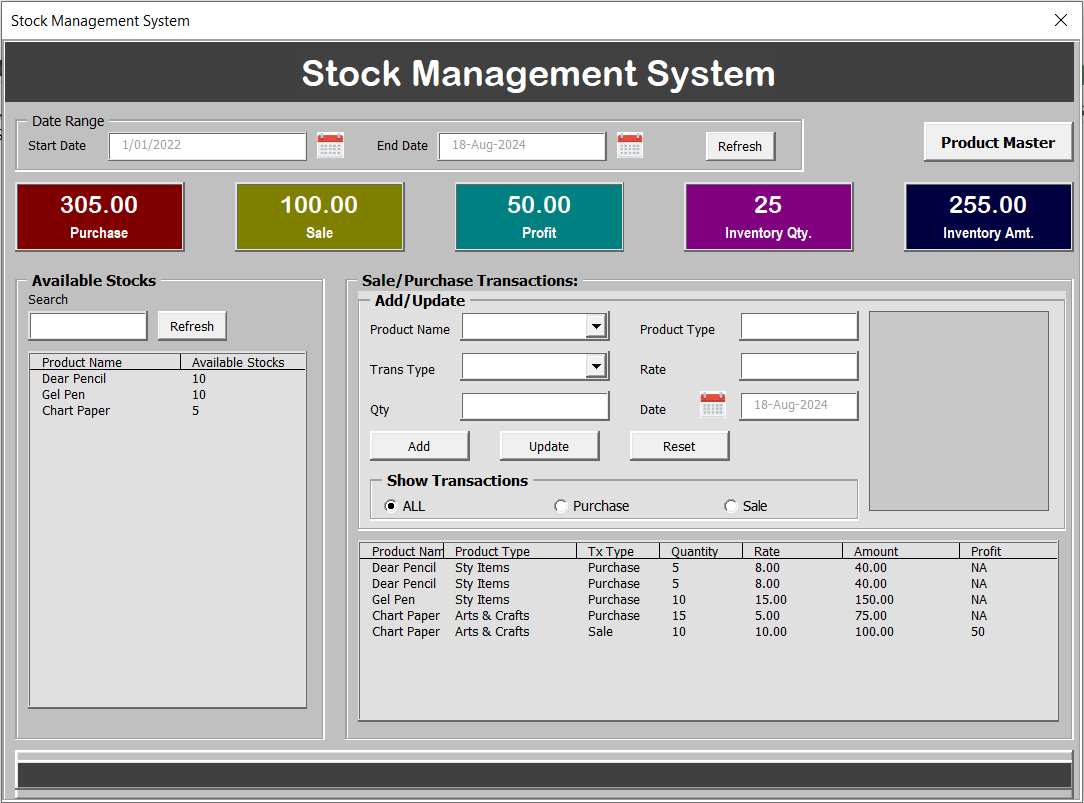 Stock Management System
Stock Management System
Date Range
Start Date 1/01/2022 End Date 18-Aug-2024 Refresh Product Master
305.00 100.00 50.00 25 255.00
Purchase Sale Profit Inventory Qty. Inventory Amt.
Available Stocks
Search
Refresh
Product Name Available Stocks
Dear Pencil 10
Gel Pen 10
Chart Paper 5
Sale/Purchase Transactions:
Add/Update
Product Name Product Type
Trans Type Rate
Qty Date 18-Aug-2024
Add Update Reset
Show Transactions
ALL Purchase Sale
Product Nam Product Type Tx Type Quantity Rate Amount Profit
Dear Pencil Sty Items Purchase 5 8.00 40.00 NA
Dear Pencil Sty Items Purchase 5 8.00 40.00 NA
Gel Pen Sty Items Purchase 10 15.00 150.00 NA
Chart Paper Arts & Crafts Purchase 15 5.00 75.00 NA
Chart Paper Arts & Crafts Sale 10 10.00 100.00 50